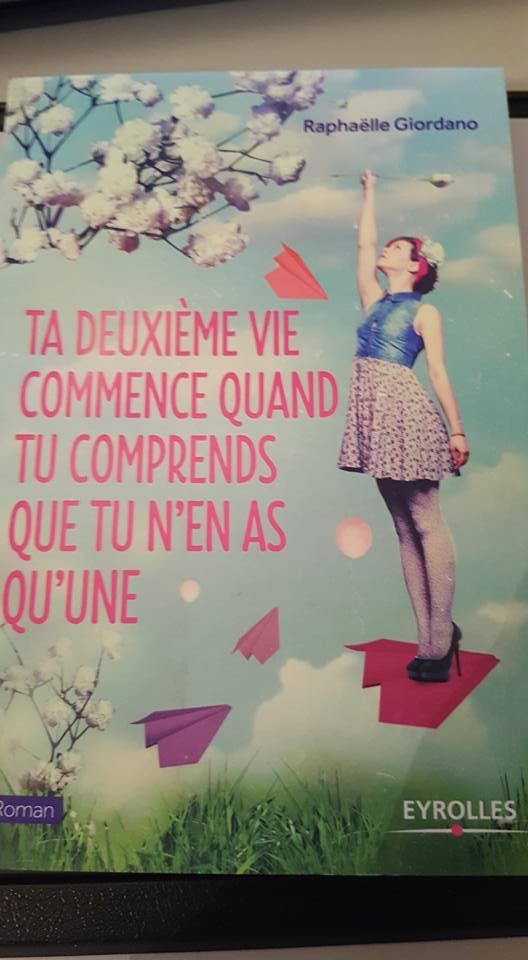 Raphaëlle Giordano
TA DEUXIÈME VIE
COMMENCE QUAND
TU COMPRENDS
QUE TU N'EN AS
QU'UNE
Roman
EYROLLES